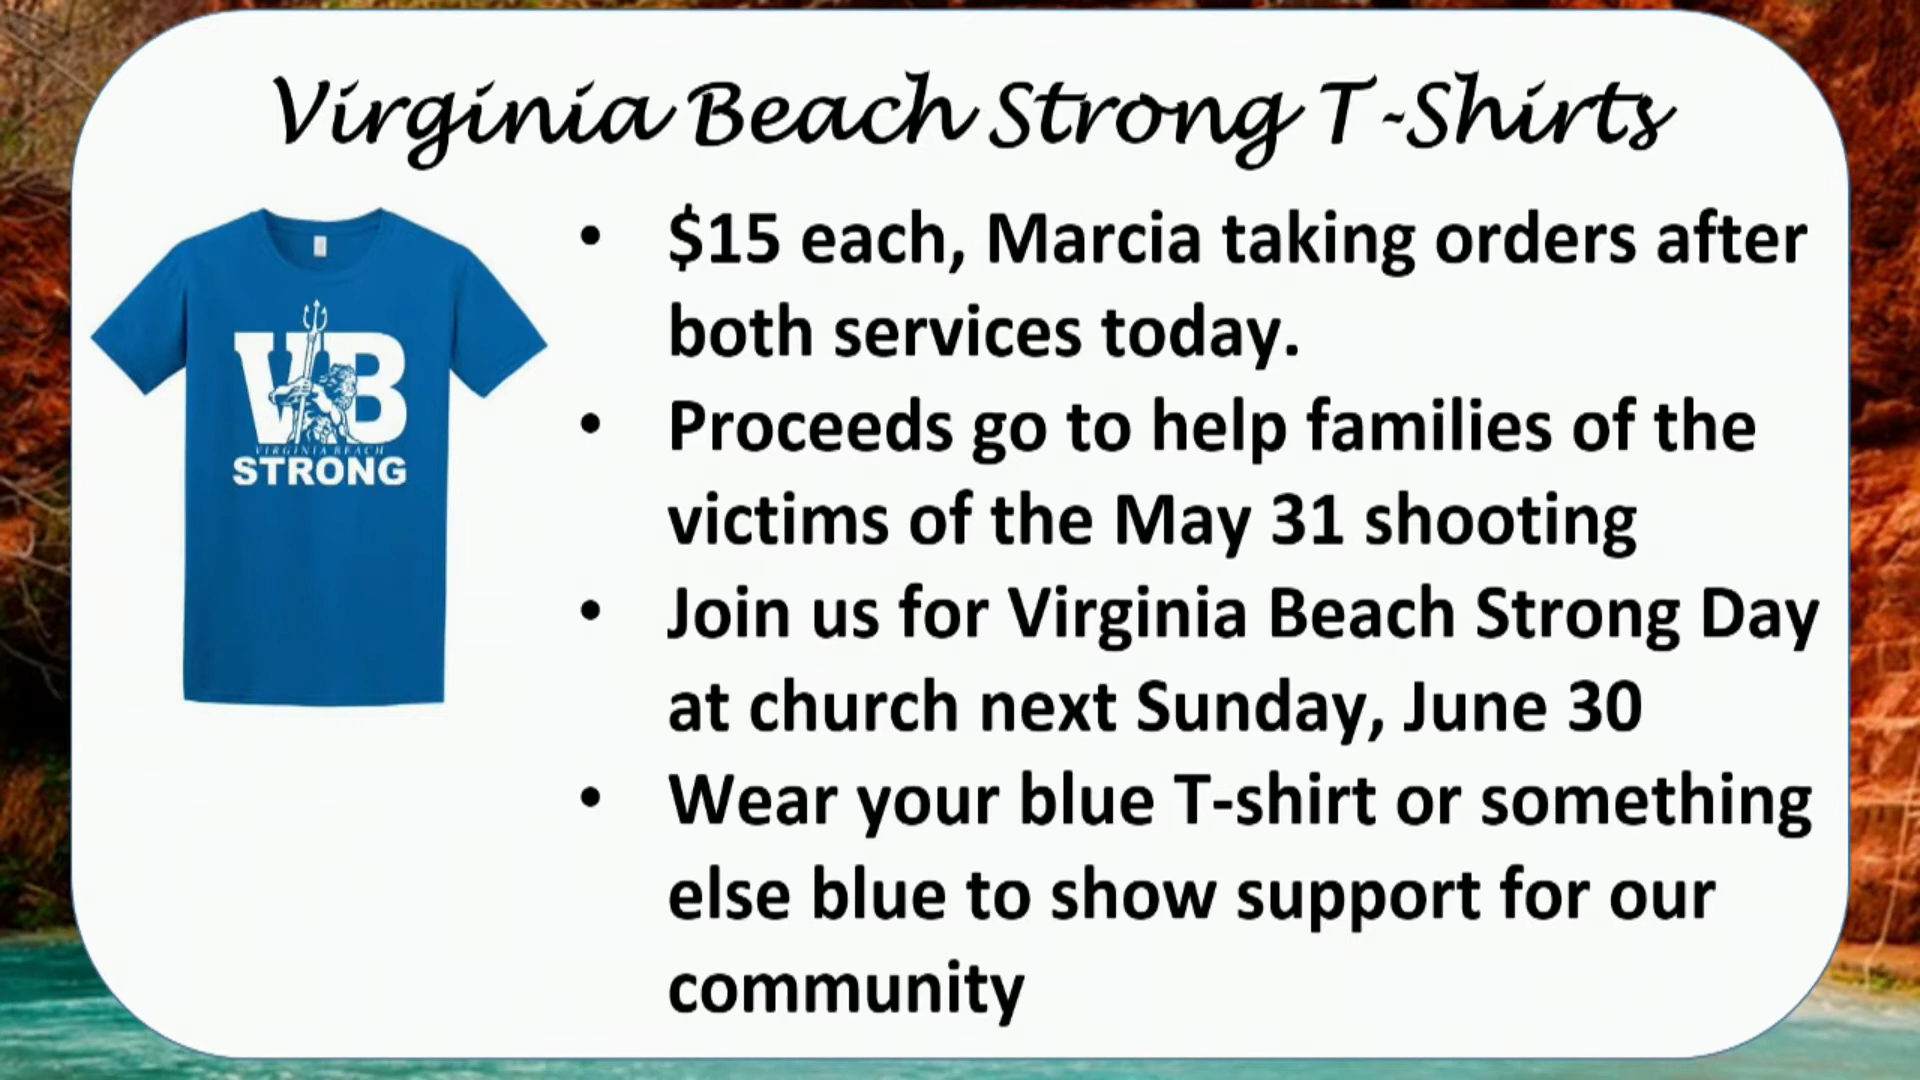 Virginia Beach Strong T-Shirts
• $15 each, Marcia taking orders after
both services today.
• Proceeds go to help families of the
victims of the May 31 shooting
• Join us for Virginia Beach Strong Day
at church next Sunday, June 30
• Wear your blue T-shirt or something
else blue to show support for our
community
VB
VIRGINIA BEACH
STRONG